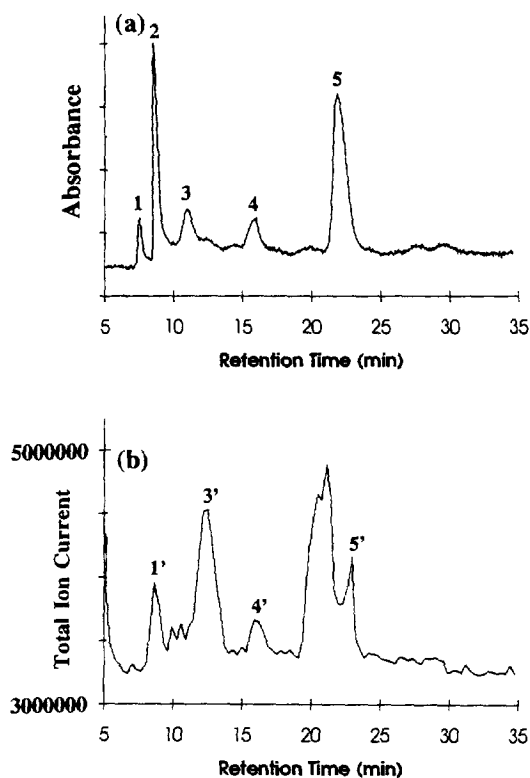 (a)
2
5
1
3
4
Absorbance
5 10 15 20 25 30 35
Retention Time (min)
5000000
(b)
3'
1'
5'
4'
Total Ion Current
3000000
5 10 15 20 25 30 35
Retention Time (min)